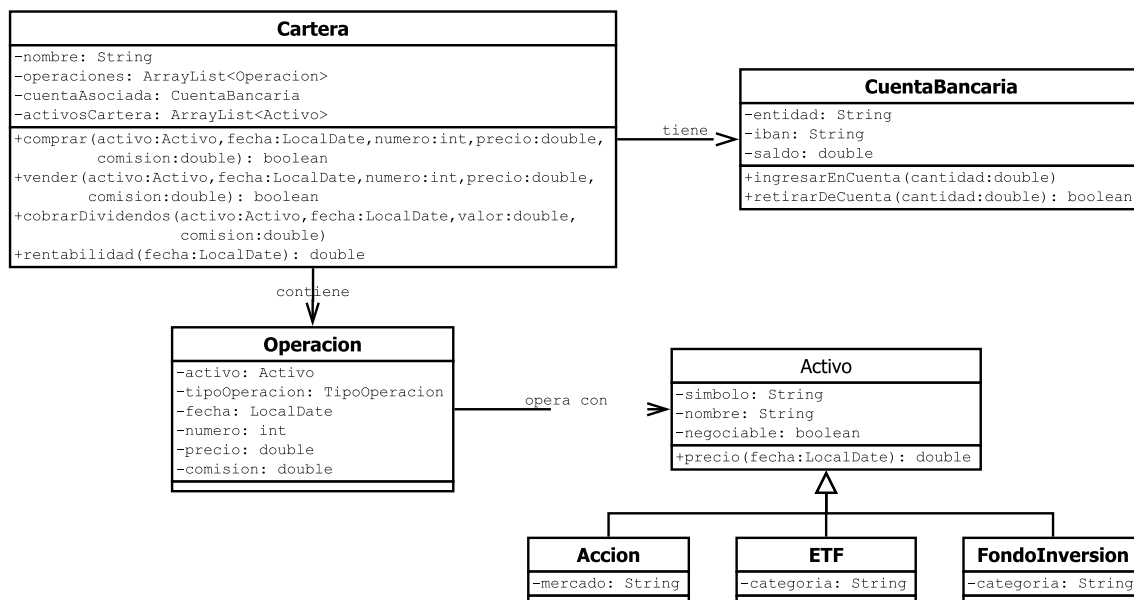 Cartera
-nombre: String
-operaciones: ArrayList<Operacion>
-cuentaAsociada: CuentaBancaria
-activosCartera: ArrayList<Activo>
+comprar(activo:Activo,fecha:LocalDate,numero:int,precio:double,
comision:double): boolean
+vender(activo:Activo,fecha:LocalDate,numero:int,precio:double,
comision:double): boolean
+cobrarDividendos(activo:Activo,fecha:LocalDate,valor:double,
comision:double)
+rentabilidad(fecha:LocalDate): double
tiene
CuentaBancaria
-entidad: String
-iban: String
-saldo: double
+ingresarEnCuenta(cantidad:double)
+retirarDeCuenta(cantidad:double): boolean
contiene
Operacion
-activo: Activo
-tipoOperacion: TipoOperacion
-fecha: LocalDate
-numero: int
-precio: double
-comision: double
opera con
Activo
-simbolo: String
-nombre: String
-negociable: boolean
+precio(fecha:LocalDate): double
Accion
-mercado: String
ETF
-categoria: String
FondoInversion
-categoria: String